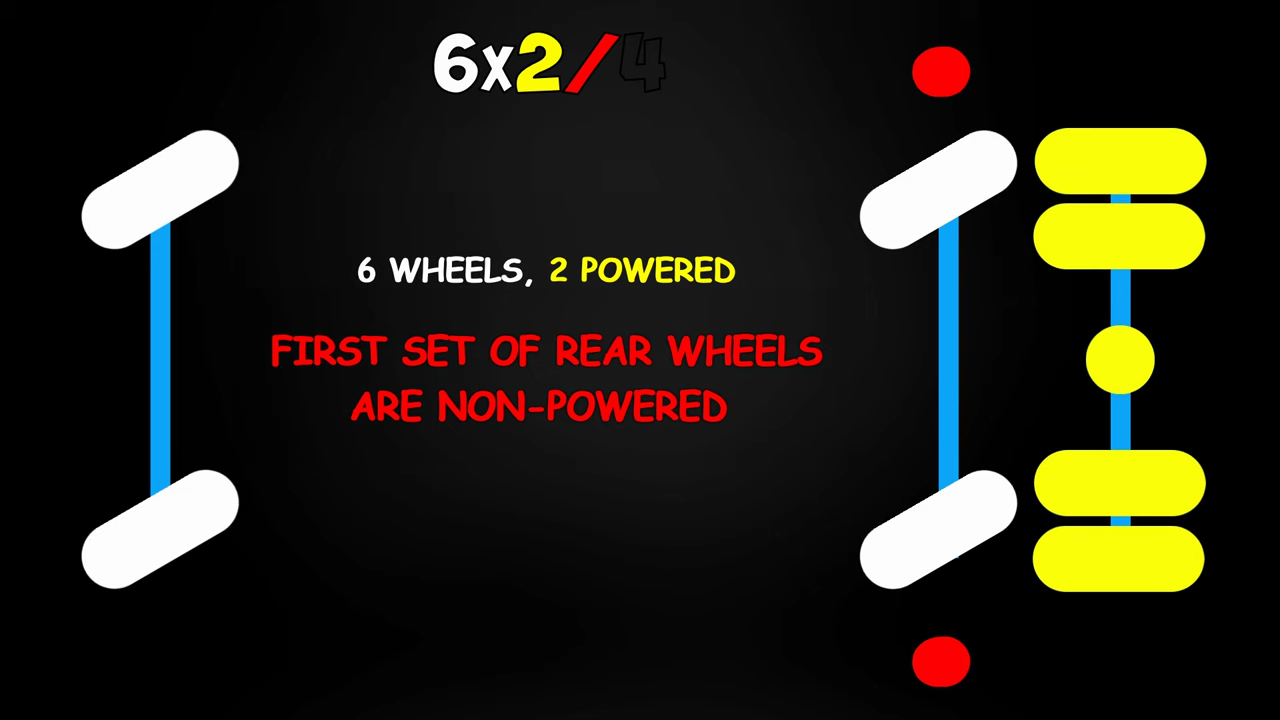 6x2/4
6 WHEELS, 2 POWERED
FIRST SET OF REAR WHEELS
ARE NON-POWERED